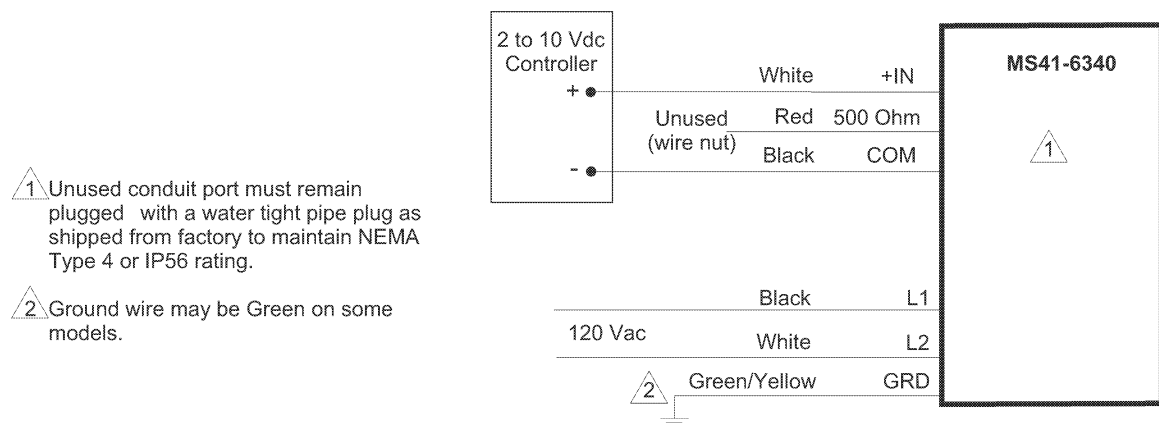 2 to 10 Vdc
Controller
+
-
White +IN
Unused
(wire nut)
Red 500 Ohm
Black COM
MS41-6340
1
1 Unused conduit port must remain
plugged with a water tight pipe plug as
shipped from factory to maintain NEMA
Type 4 or IP56 rating.
2 Ground wire may be Green on some
models.
120 Vac
Black L1
White L2
2 Green/Yellow GRD